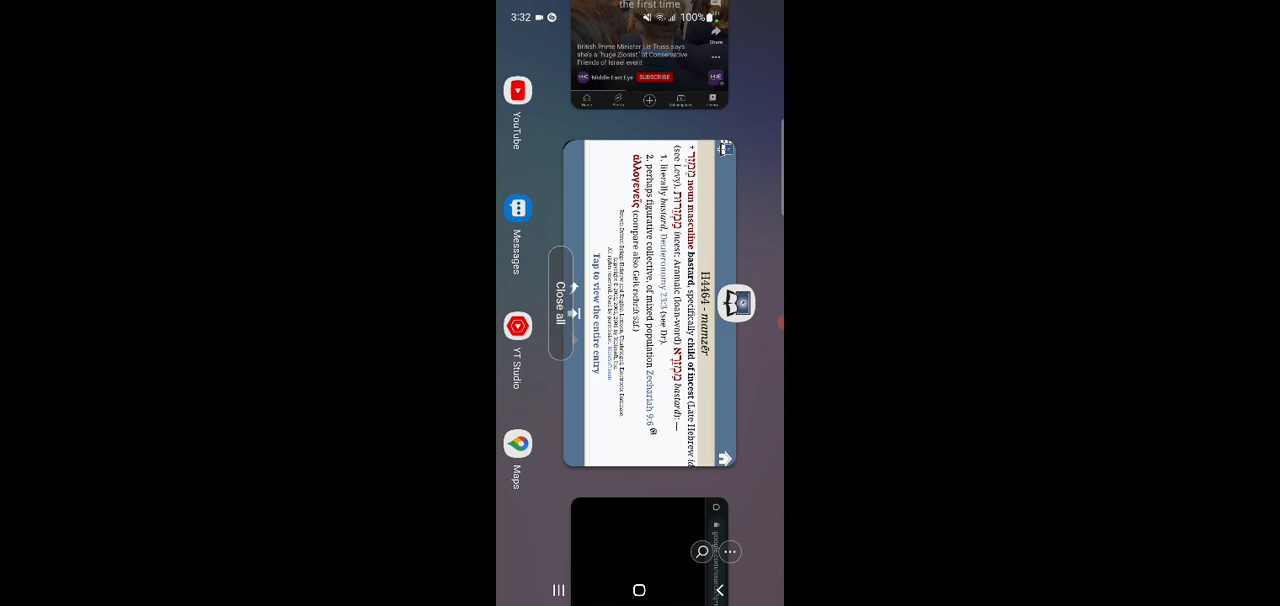 3:32
100%
the first time
British Prime Minister Liz Truss says
she's a "huge Zionist" at Conservative
Friends of Israel event
Middle East Eye
SUBSCRIBE
Share
YouTube
Messages
YT Studio
Maps
H4464 - mamzēr
† מַמְזֵר noun masculine bastard, specifically child of incest (Late Hebrew id
(see Levy), מַמְזֵרוּת incest; Aramaic (loan-word) מַמְזֵרָא bastard); —
1. literally bastard, Deuteronomy 23:3 (see Dr).
2. perhaps figurative collective, of mixed population Zechariah 9:6 𝔊
ἀλλογενεῖς (compare also Gei
Tap to view the entire entry
Close all